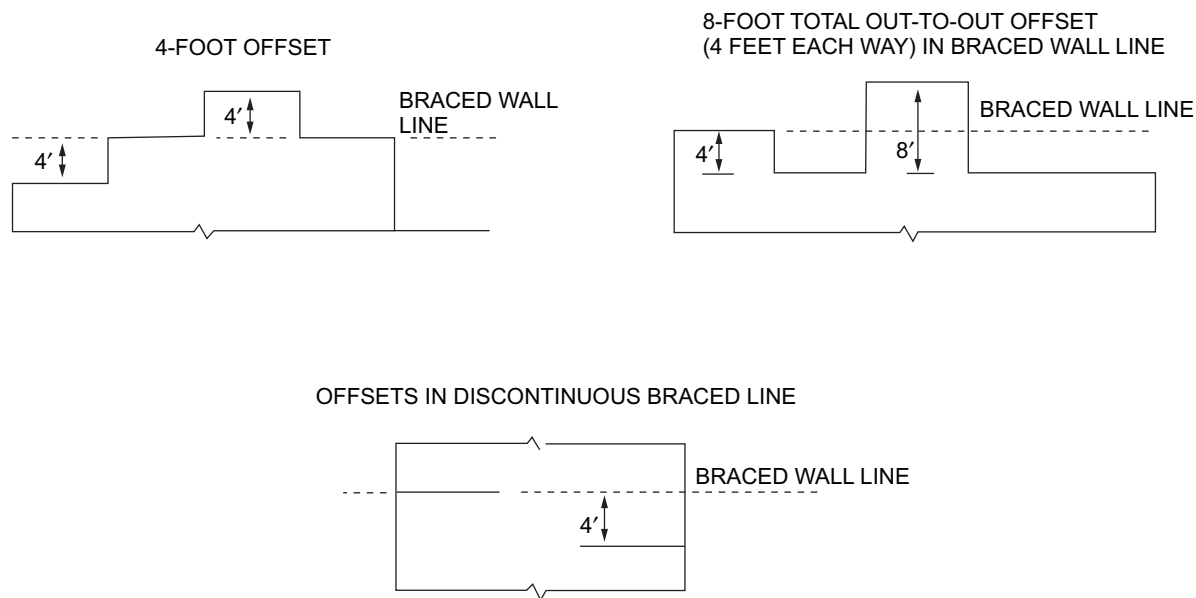 4-FOOT OFFSET
4′
4′
BRACED WALL
LINE
8-FOOT TOTAL OUT-TO-OUT OFFSET
(4 FEET EACH WAY) IN BRACED WALL LINE
BRACED WALL LINE
4′
8′
OFFSETS IN DISCONTINUOUS BRACED LINE
BRACED WALL LINE
4′